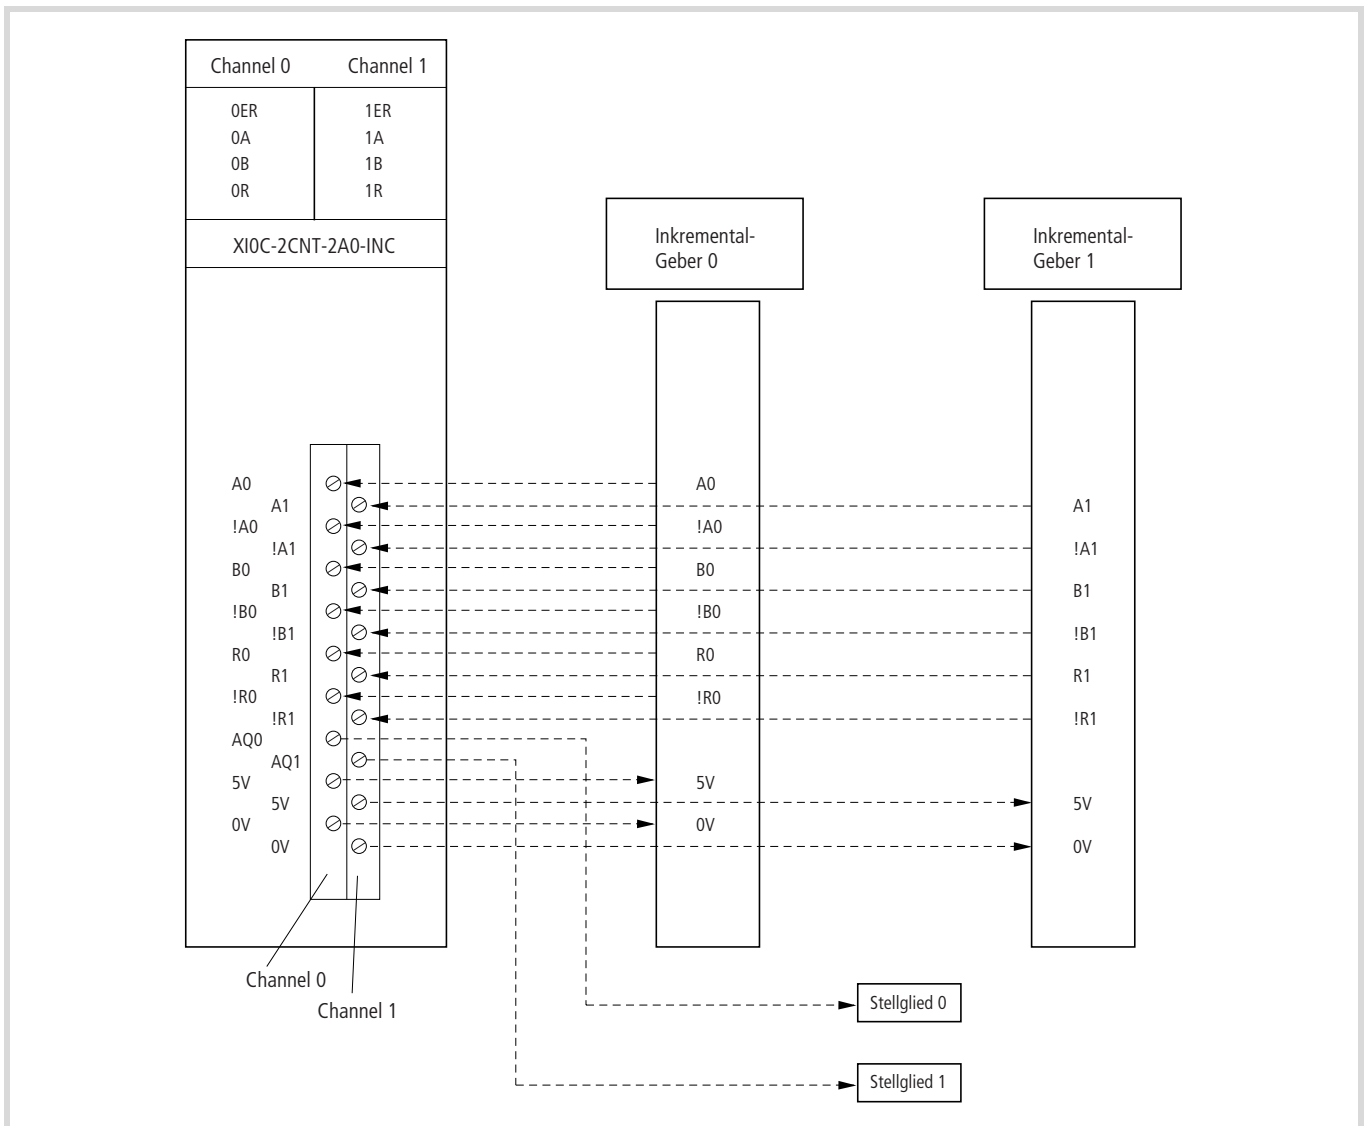 Channel 0 Channel 1
0ER 1ER
0A 1A
0B 1B
0R 1R
XI0C-2CNT-2A0-INC
Inkremental-
Geber 0
Inkremental-
Geber 1
A0 A0
A1 A1
!A0 !A0
!A1 !A1
B0 B0
B1 B1
!B0 !B0
!B1 !B1
R0 R0
R1 R1
!R0 !R0
!R1 !R1
AQ0
AQ1
5V 5V
5V 5V
0V 0V
0V 0V
Channel 0
Channel 1
Stellglied 0
Stellglied 1